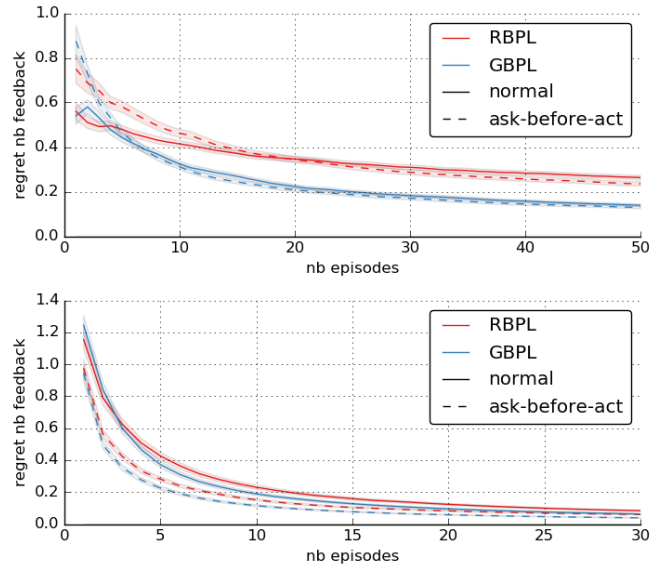 1.0
0.8
0.6
0.4
0.2
0.0
regret nb feedback
RBPL
GBPL
normal
ask-before-act
0 10 20 30 40 50
nb episodes
1.4
1.2
1.0
0.8
0.6
0.4
0.2
0.0
regret nb feedback
RBPL
GBPL
normal
ask-before-act
5 10 15 20 25 30
nb episodes